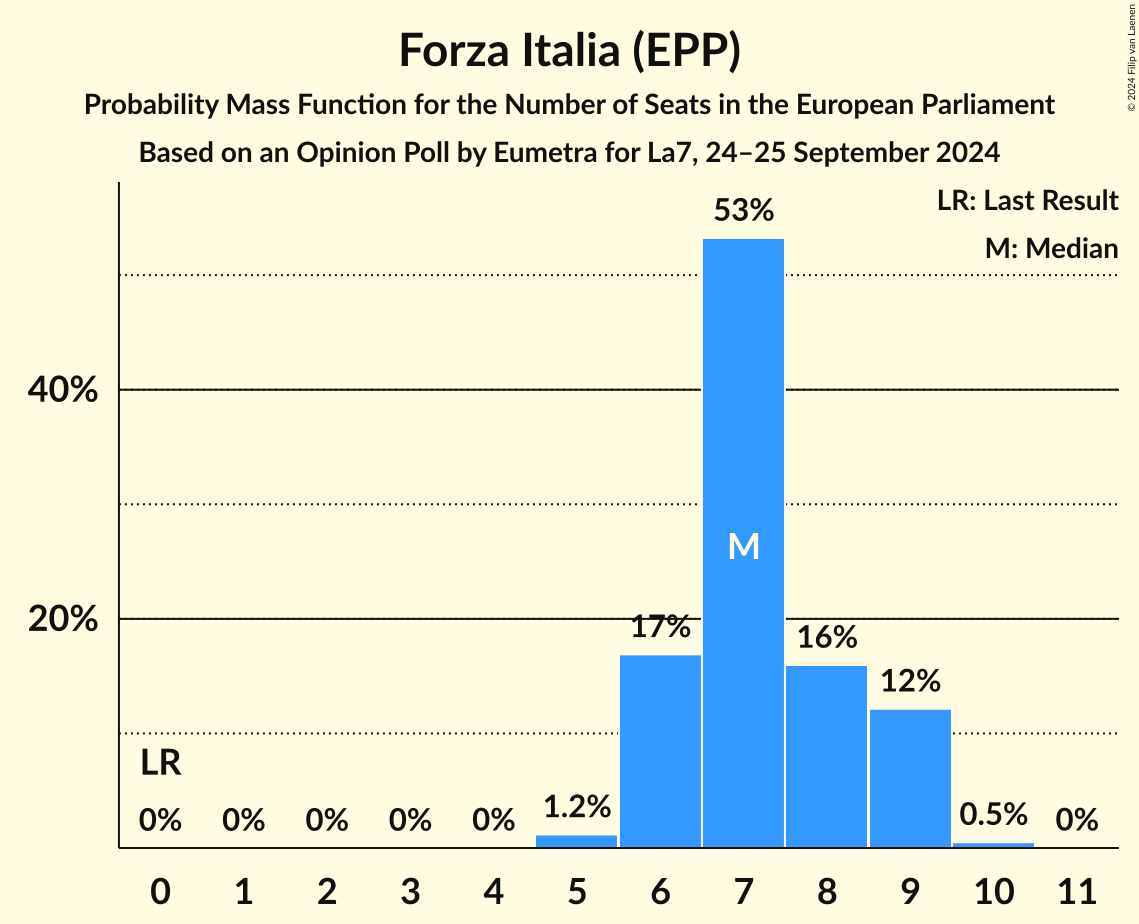 Forza Italia (EPP)
Probability Mass Function for the Number of Seats in the European Parliament
Based on an Opinion Poll by Eumetra for La7, 24–25 September 2024
© 2024 Filip van Laenen
LR: Last Result
M: Median
53%
40%
M
20%
17%
16%
12%
LR
0%
0%
0%
0%
0%
1.2%
0.5%
0%
0 1 2 3 4 5 6 7 8 9 10 11